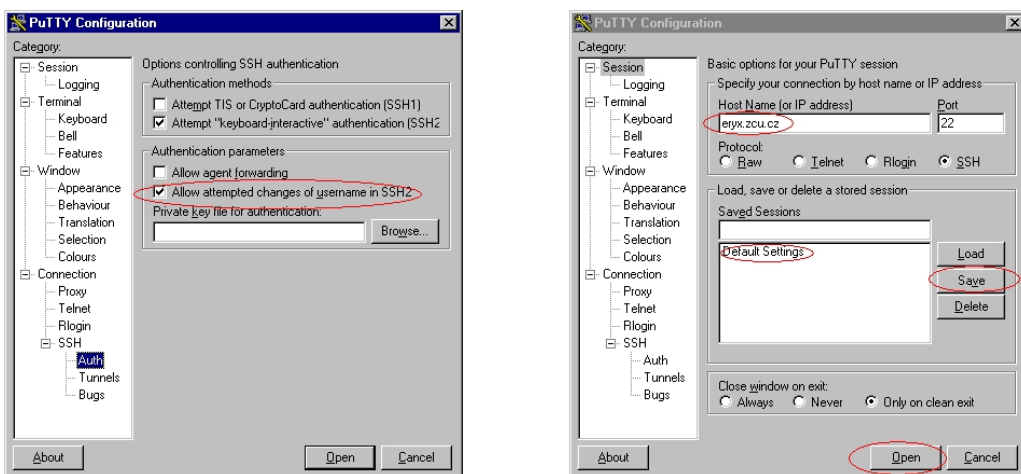 PuTTY Configuration
Category:
Session
Logging
Terminal
Keyboard
Bell
Features
Window
Appearance
Behaviour
Translation
Selection
Colours
Connection
Proxy
Telnet
Rlogin
SSH
Auth
Tunnels
Bugs
Options controlling SSH authentication
Authentication methods
Attempt TIS or CryptoCard authentication (SSH1)
Attempt "keyboard-interactive" authentication (SSH2
Authentication parameters
Allow agent forwarding
Allow attempted changes of username in SSH2
Private key file for authentication:
Browse...
About
Open
Cancel
PuTTY Configuration
Category:
Session
Logging
Terminal
Keyboard
Bell
Features
Window
Appearance
Behaviour
Translation
Selection
Colours
Connection
Proxy
Telnet
Rlogin
SSH
Auth
Tunnels
Bugs
Basic options for your PuTTY session
Specify your connection by host name or IP address
Host Name (or IP address) Port
eryx.zcu.cz 22
Protocol:
Raw Telnet Rlogin SSH
Load, save or delete a stored session
Saved Sessions
Default Settings
Load
Save
Delete
Close window on exit:
Always Never Only on clean exit
About
Open
Cancel